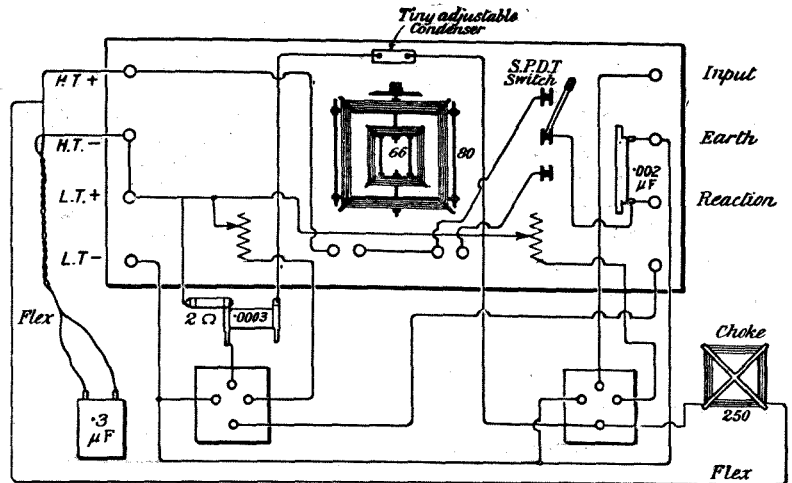 Tiny adjustable
Condenser
H.T +
S.P.D.T
Switch
Input
H.T. -
66
80
Earth
.002
µF
L.T. +
Reaction
L.T -
Flex
2 Ω
.0003
Choke
.3
µF
250
Flex